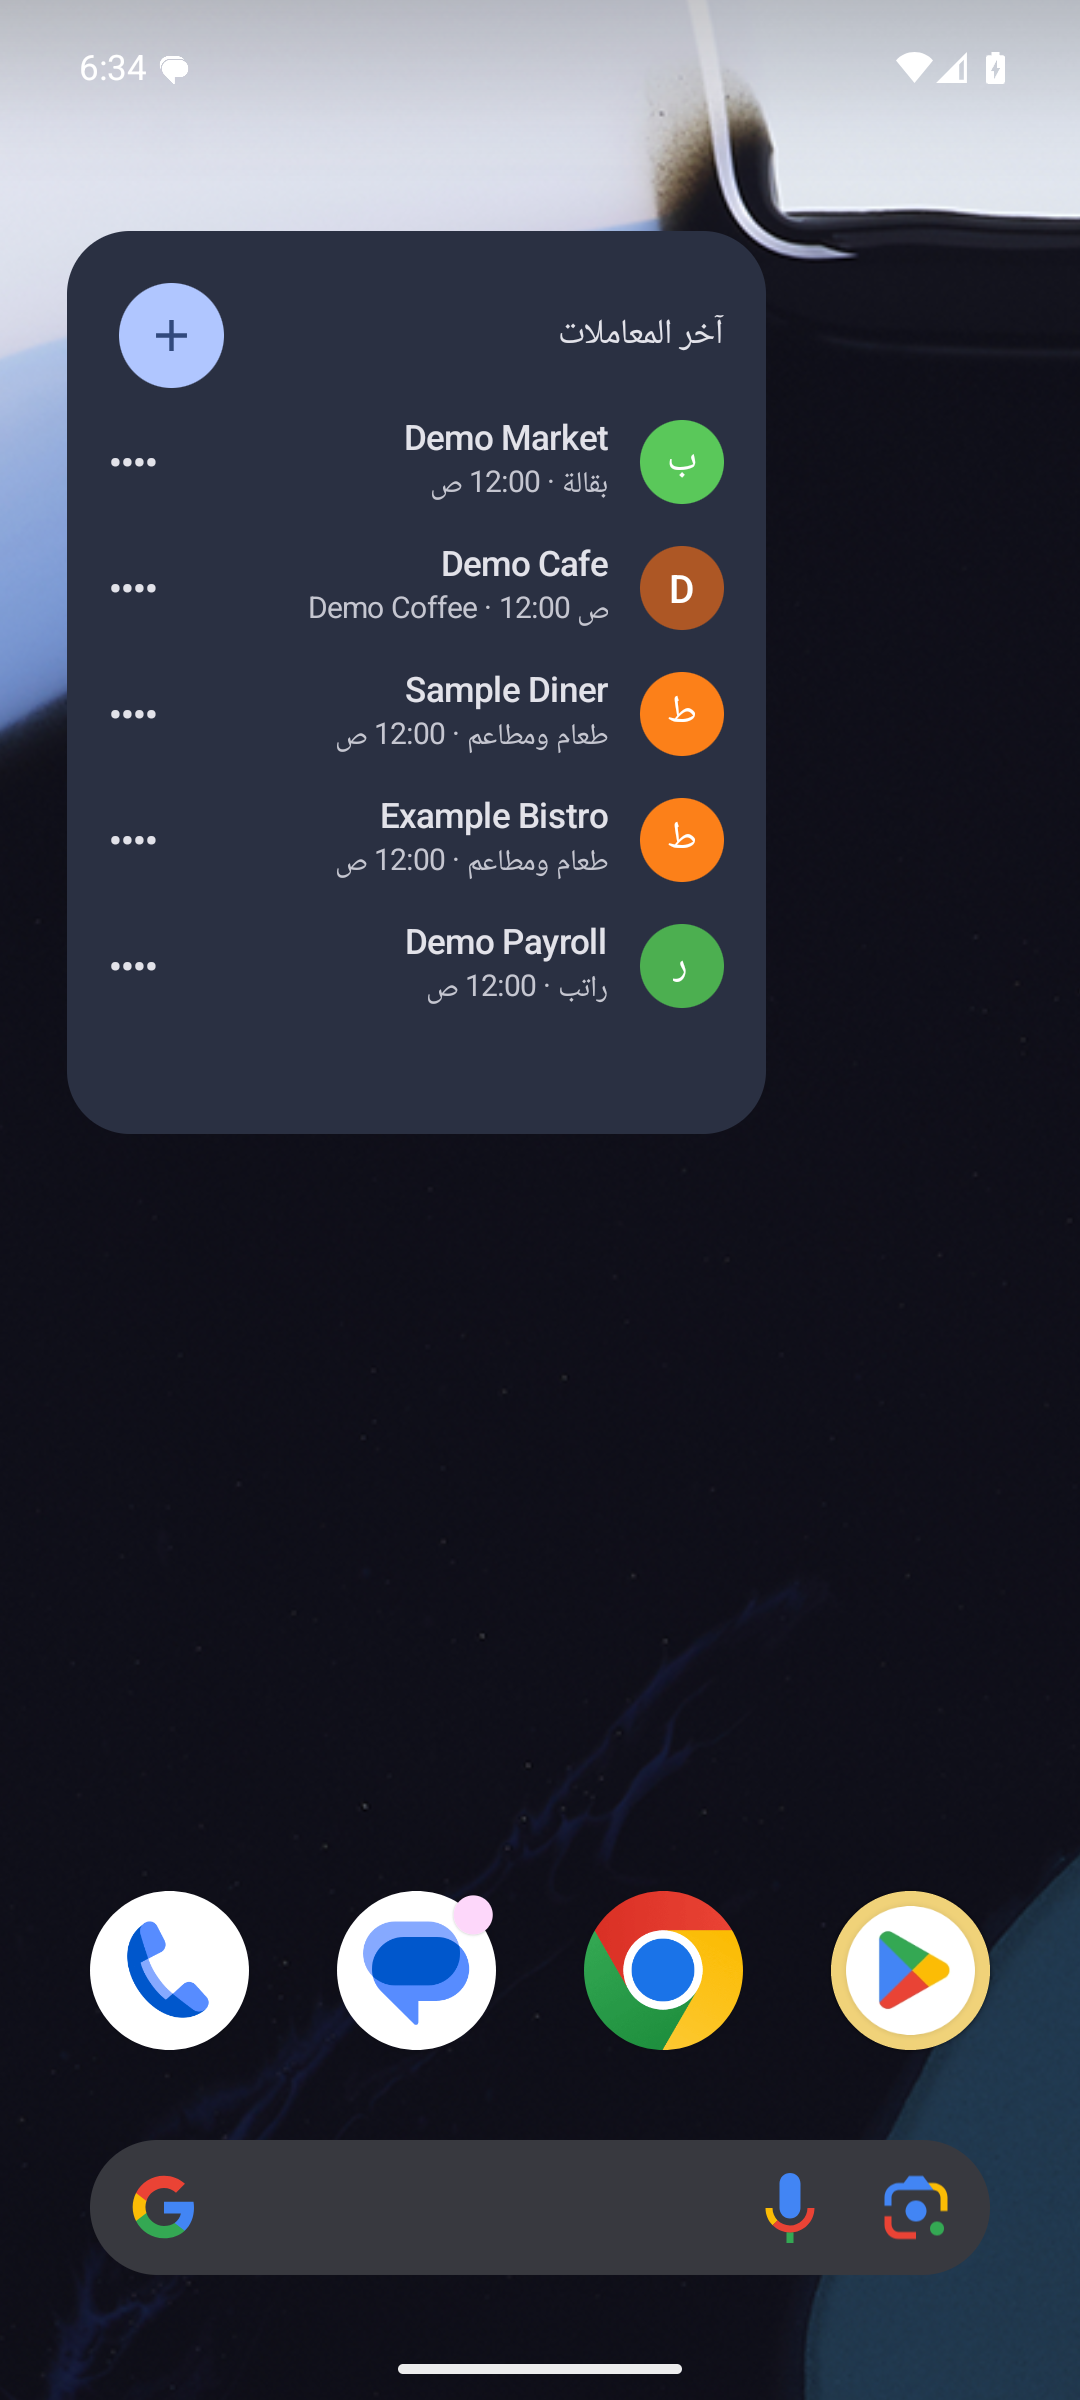 6:34
آخر المعاملات
Demo Market
ب
بقالة · 12:00 ص
••••
Demo Cafe
D
Demo Coffee · 12:00 ص
••••
Sample Diner
ط
طعام ومطاعم · 12:00 ص
••••
Example Bistro
ط
طعام ومطاعم · 12:00 ص
••••
Demo Payroll
ر
راتب · 12:00 ص
••••